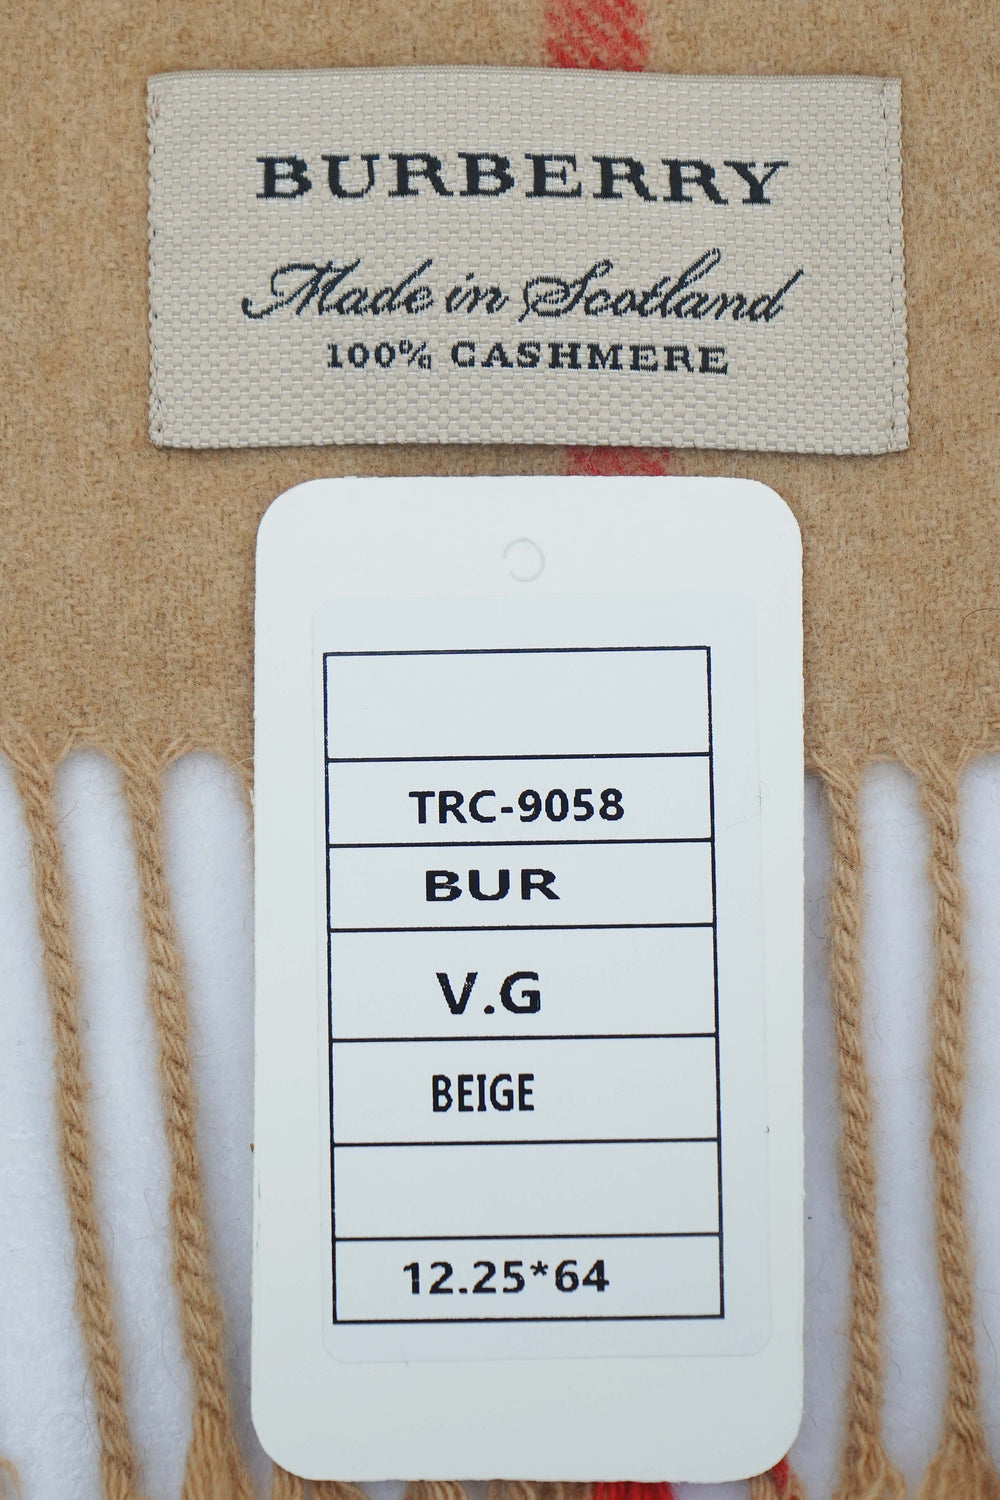 BURBERRY
Made in Scotland
100% CASHMERE
TRC-9058
BUR
V.G
BEIGE
12.25*64